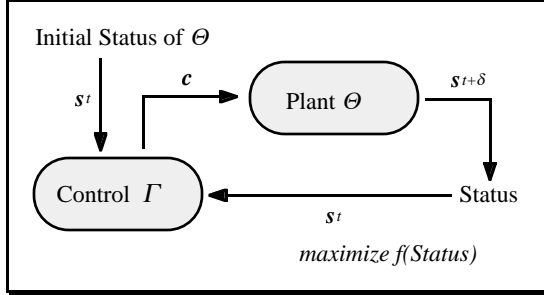 Initial Status of Θ
c
s^t
Plant Θ
s^{t+δ}
Control Γ
Status
s^t
maximize f(Status)